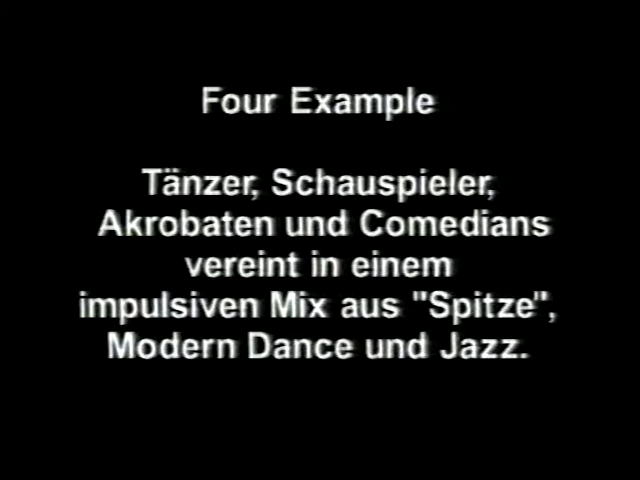 Four Example
Tänzer, Schauspieler,
Akrobaten und Comedians
vereint in einem
impulsiven Mix aus "Spitze",
Modern Dance und Jazz.